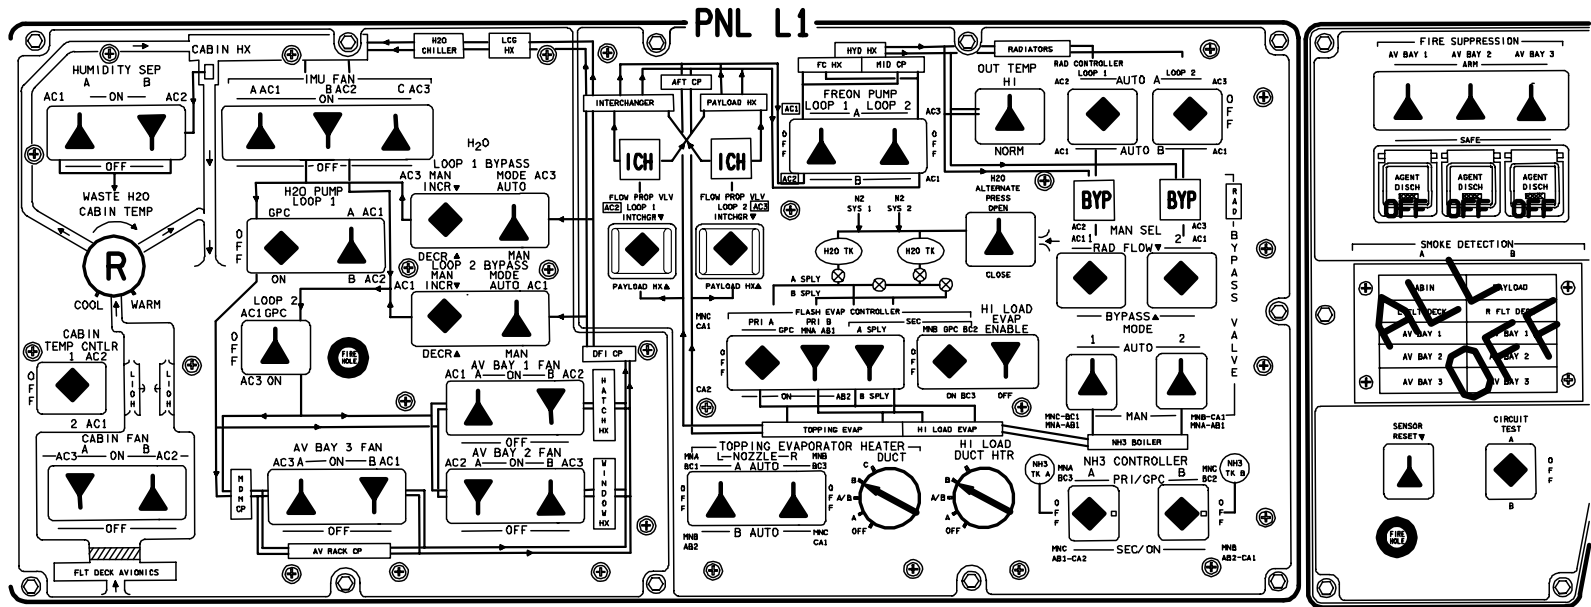 PNL L1
CABIN HX
HUMIDITY SEP
A B
AC1 ON AC2
OFF
WASTE H2O
CABIN TEMP
R
COOL WARM
CABIN
TEMP CNTLR
1 AC2
OFF
2 AC1
LIOH
LIOH
CABIN FAN
A B
AC3 ON AC2
OFF
FLT DECK AVIONICS
H2O CHILLER
LCG HX
IMU FAN
A AC1 B AC2 C AC3
ON
OFF
H2O
LOOP 1 BYPASS
AC3 MAN MODE AC3
INCR▼ AUTO
DECR▲ MAN
LOOP 2 BYPASS
MAN MODE
INCR▼ AUTO AC1
DECR▲ MAN
H2O PUMP
LOOP 1
GPC A AC1
OFF
ON B AC2
LOOP 2
AC1 GPC
OFF
AC3 ON
FIRE HOLE
AV BAY 1 FAN
AC1 A ON B AC2
OFF
AV BAY 2 FAN
AC2 A ON B AC3
OFF
AV BAY 3 FAN
AC3 A ON B AC1
OFF
MDM CP
AV RACK CP
DFI CP
HATCH HX
WINDOW HX
INTERCHANGER
AFT CP
PAYLOAD HX
ICH
ICH
FLOW PROP VLV
AC2 LOOP 1
INTCHGR▼
PAYLOAD HX▲
FLOW PROP VLV
LOOP 2 AC3
INTCHGR▼
PAYLOAD HX▲
HYD HX
FC HX MID CP
FREON PUMP
AC1 LOOP 1 LOOP 2
A AC3
OFF OFF
AC2 B AC1
N2 SYS 1
N2 SYS 2
H2O TK
H2O TK
A SPLY
B SPLY
OUT TEMP
HI
NORM
H2O
ALTERNATE
PRESS
OPEN
CLOSE
RADIATORS
RAD CONTROLLER
LOOP 1 LOOP 2
AC2 AUTO A AC3
OFF
AC1 AUTO B AC1
BYP
BYP
AC2 AC3
AC1 AC1
MAN SEL
1 RAD FLOW▼ 2
BYPASS▲
MODE
1 AUTO 2
MAN
MNC-BC1 MNB-CA1
MNA-AB1 MNA-AB1
RAD-BYPASS VALVE
MNC
CA1
FLASH EVAP CONTROLLER
PRI A PRI B SEC
GPC MNA AB1 A SPLY MNB GPC BC2
OFF
CA2 ON AB2 B SPLY
HI LOAD
EVAP
ENABLE
OFF
ON BC3 OFF
TOPPING EVAP HI LOAD EVAP
NH3 BOILER
TOPPING EVAPORATOR HEATER
MNA L-NOZZLE-R MNB DUCT
BC1 A AUTO BC3
OFF OFF
B AUTO
MNB MNC
AB2 CA1
C
B
A/B
A
OFF
HI LOAD
DUCT HTR
C
B
A/B
A
OFF
NH3 CONTROLLER
NH3 TK A
MNA A B MNC
BC3 PRI/GPC BC2
NH3 TK B
OFF OFF
MNC SEC/ON MNB
AB1-CA2 AB2-CA1
FIRE SUPPRESSION
AV BAY 1 AV BAY 2 AV BAY 3
ARM
SAFE
AGENT DISCH
AGENT DISCH
AGENT DISCH
OFF OFF OFF
SMOKE DETECTION
A B
CABIN PAYLOAD
L FLT DECK R FLT DECK
AV BAY 1 AV BAY 1
AV BAY 2 AV BAY 2
AV BAY 3 AV BAY 3
ALL
OFF
SENSOR
RESET▼
CIRCUIT
TEST
A
OFF
B
FIRE HOLE